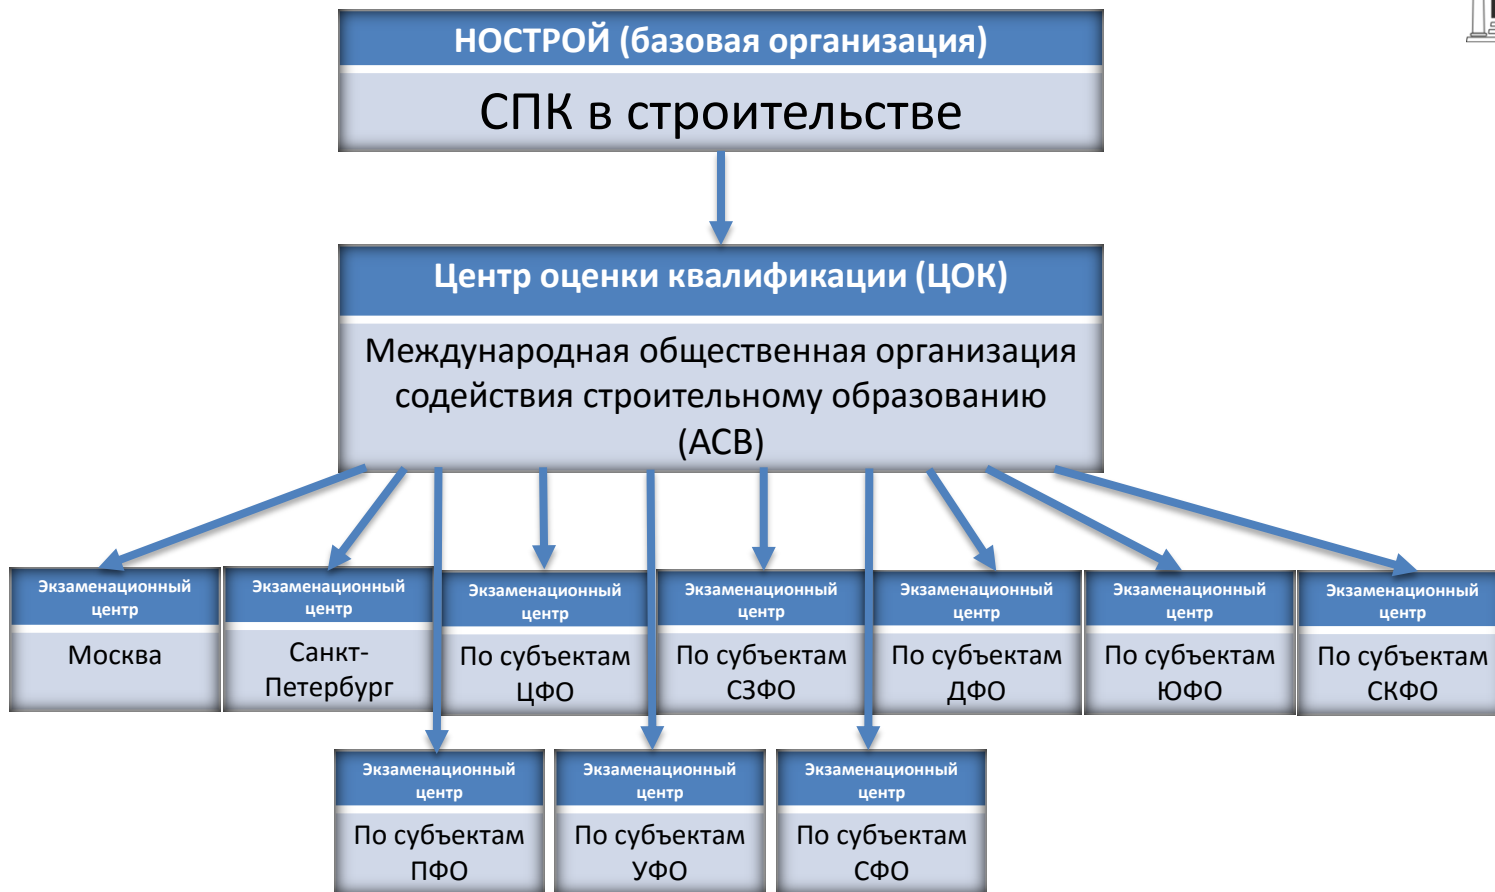 НОСТРОЙ (базовая организация)
СПК в строительстве
Центр оценки квалификации (ЦОК)
Международная общественная организация
содействия строительному образованию
(АСВ)
Экзаменационный
центр
Москва
Экзаменационный
центр
Санкт-
Петербург
Экзаменационный
центр
По субъектам
ЦФО
Экзаменационный
центр
По субъектам
СЗФО
Экзаменационный
центр
По субъектам
ДФО
Экзаменационный
центр
По субъектам
ЮФО
Экзаменационный
центр
По субъектам
СКФО
Экзаменационный
центр
По субъектам
ПФО
Экзаменационный
центр
По субъектам
УФО
Экзаменационный
центр
По субъектам
СФО